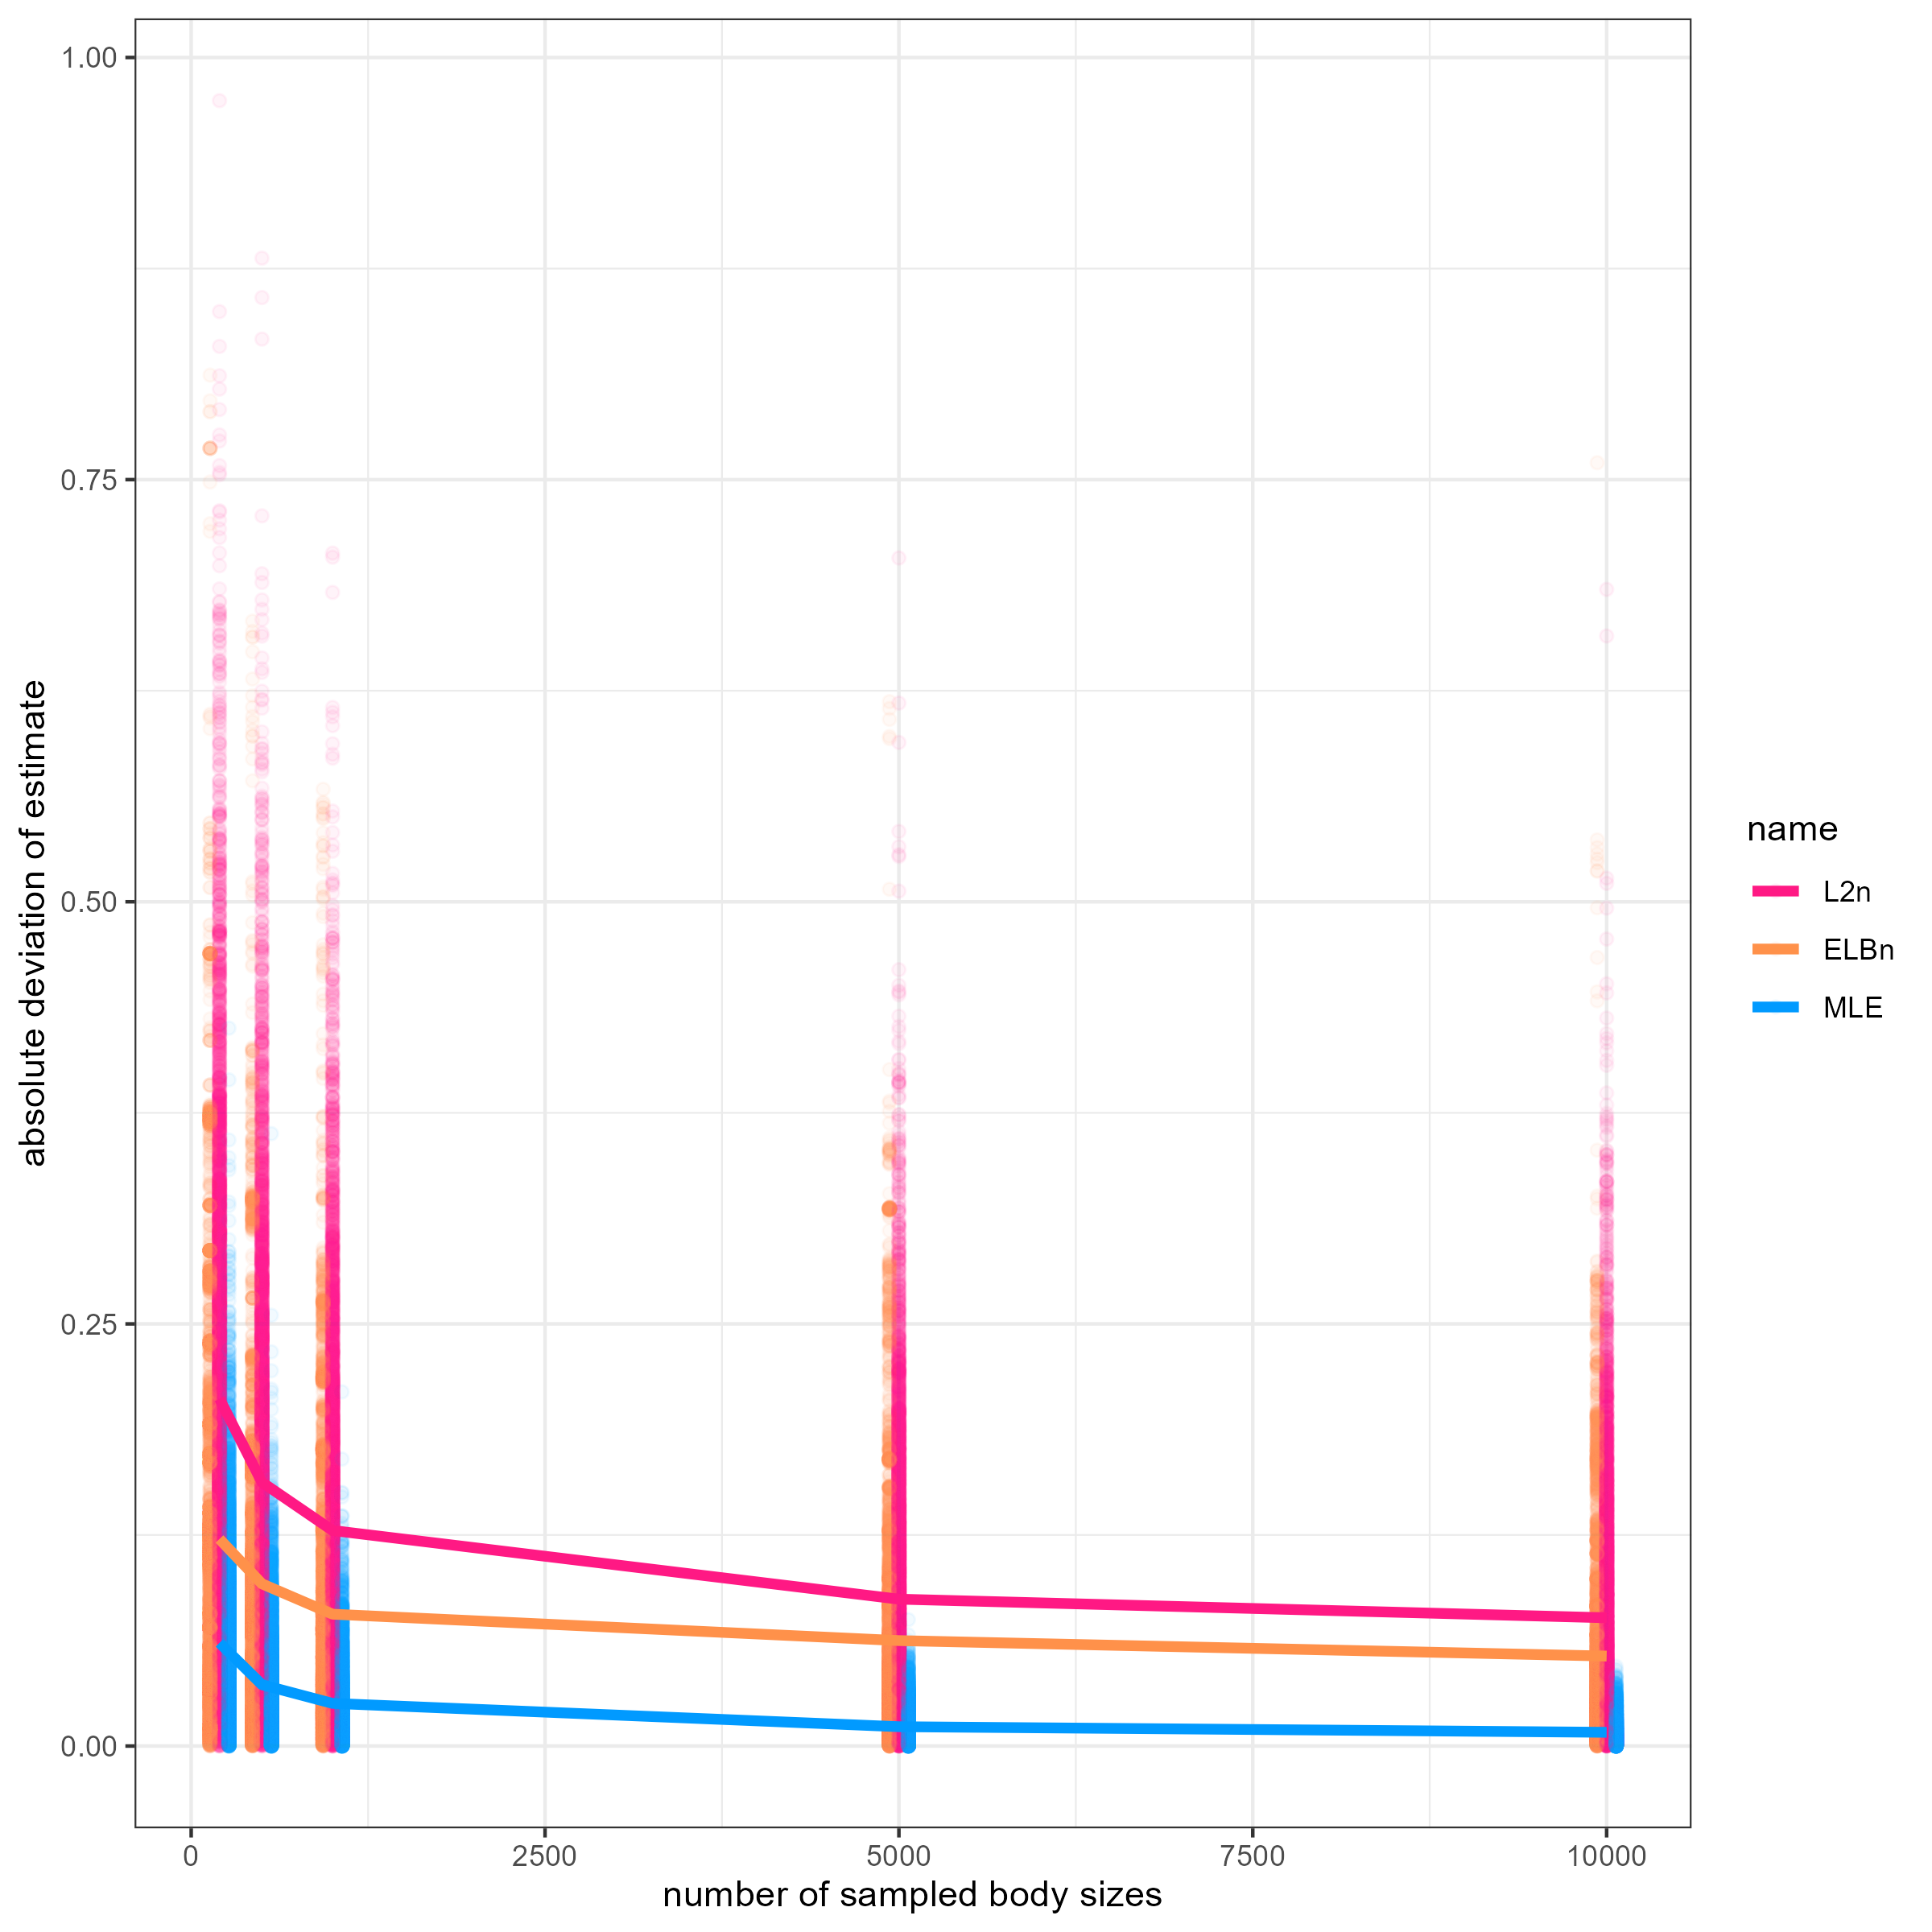 absolute deviation of estimate
1.00
0.75
0.50
0.25
0.00
0
2500
5000
7500
10000
number of sampled body sizes
name
L2n
ELBn
MLE